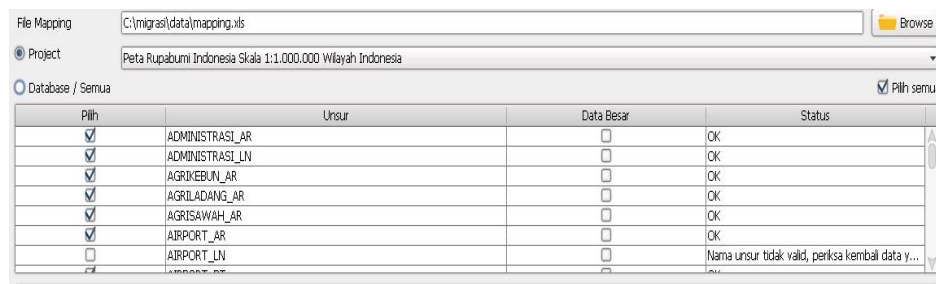 File Mapping C:\migrasi\data\mapping.xls Browse
Project Peta Rupabumi Indonesia Skala 1:1.000.000 Wilayah Indonesia
Database / Semua Pilih semu
Pilih Unsur Data Besar Status
ADMINISTRASI_AR OK
ADMINISTRASI_LN OK
AGRIKEBUN_AR OK
AGRILADANG_AR OK
AGRISAWAH_AR OK
AIRPORT_AR OK
AIRPORT_LN Nama unsur tidak valid, periksa kembali data y...